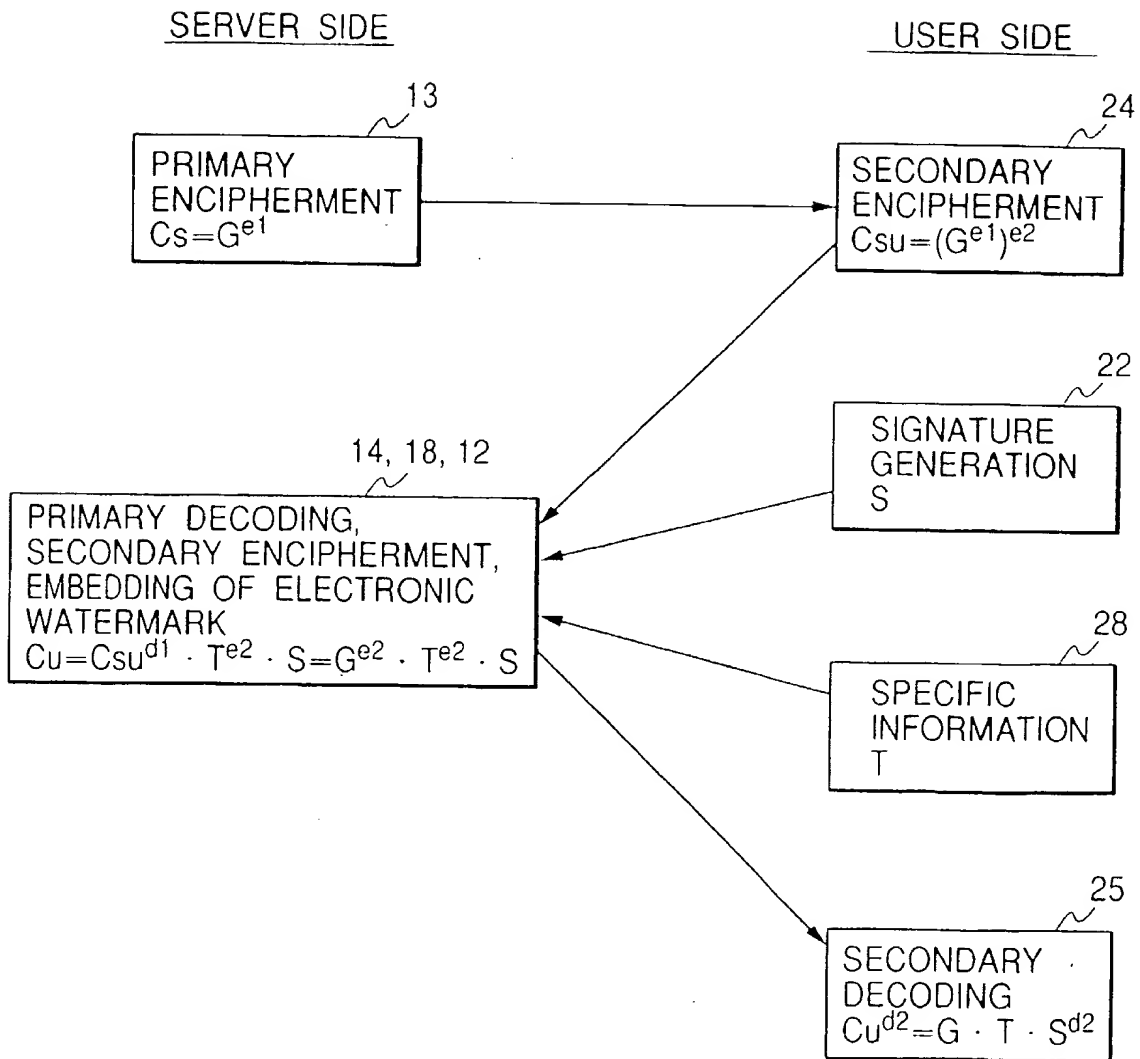 SERVER SIDE
USER SIDE
13
PRIMARY
ENCIPHERMENT
Cs=G^e1
24
SECONDARY
ENCIPHERMENT
Csu=(G^e1)^e2
22
SIGNATURE
GENERATION
S
14, 18, 12
PRIMARY DECODING,
SECONDARY ENCIPHERMENT,
EMBEDDING OF ELECTRONIC
WATERMARK
Cu=Csu^d1 · T^e2 · S=G^e2 · T^e2 · S
28
SPECIFIC
INFORMATION
T
25
SECONDARY
DECODING
Cu^d2=G · T · S^d2